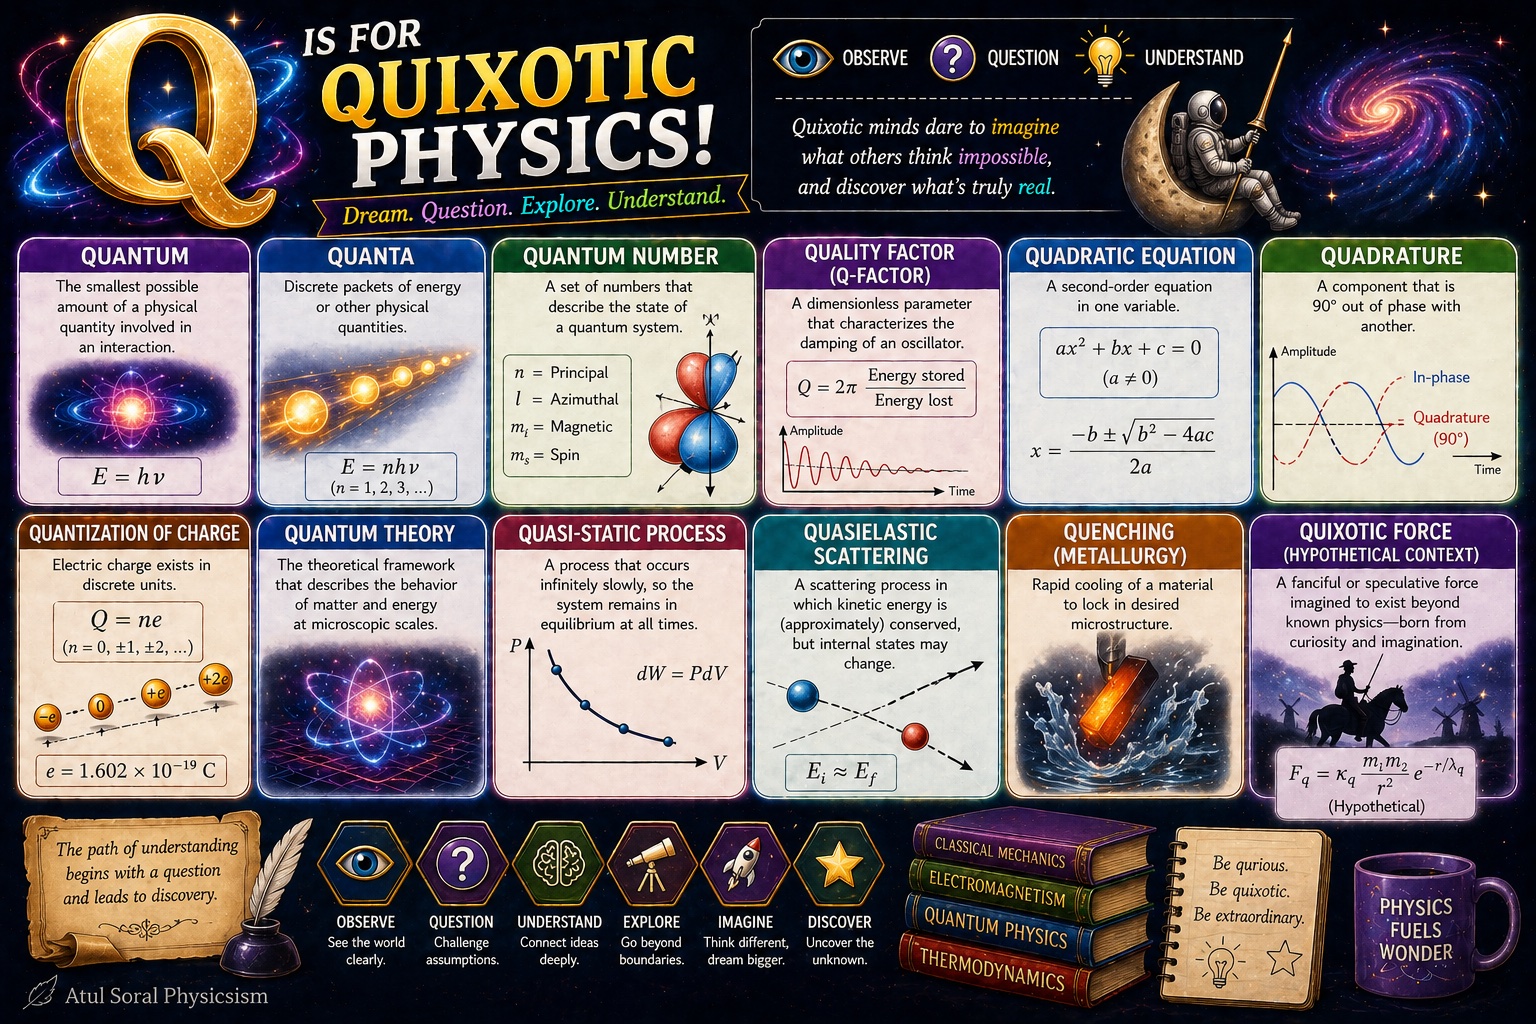 Q
IS FOR
QUIXOTIC
PHYSICS!
Dream. Question. Explore. Understand.
OBSERVE
?
QUESTION
UNDERSTAND
Quixotic minds dare to imagine
what others think impossible,
and discover what's truly real.
QUANTUM
The smallest possible
amount of a physical
quantity involved in
an interaction.
E = hν
QUANTA
Discrete packets of energy
or other physical
quantities.
E = nhν
(n = 1, 2, 3, ...)
QUANTUM NUMBER
A set of numbers that
describe the state of
a quantum system.
n = Principal
l = Azimuthal
mₗ = Magnetic
mₛ = Spin
QUALITY FACTOR
(Q-FACTOR)
A dimensionless parameter
that characterizes the
damping of an oscillator.
Q = 2π Energy stored / Energy lost
Amplitude
Time
QUADRATIC EQUATION
A second-order equation
in one variable.
ax² + bx + c = 0
(a ≠ 0)
x = (−b ± √(b² − 4ac)) / 2a
QUADRATURE
A component that is
90° out of phase with
another.
Amplitude
In-phase
Quadrature
(90°)
Time
QUANTIZATION OF CHARGE
Electric charge exists in
discrete units.
Q = ne
(n = 0, ±1, ±2, ...)
−e
0
+e
+2e
e = 1.602 × 10⁻¹⁹ C
QUANTUM THEORY
The theoretical framework
that describes the behavior
of matter and energy
at microscopic scales.
QUASI-STATIC PROCESS
A process that occurs
infinitely slowly, so the
system remains in
equilibrium at all times.
P
dW = PdV
V
QUASIELASTIC
SCATTERING
A scattering process in
which kinetic energy is
(approximately) conserved,
but internal states may
change.
Eᵢ ≈ E_f
QUENCHING
(METALLURGY)
Rapid cooling of a material
to lock in desired
microstructure.
QUIXOTIC FORCE
(HYPOTHETICAL CONTEXT)
A fanciful or speculative force
imagined to exist beyond
known physics—born from
curiosity and imagination.
F_q = κ_q (m₁m₂ / r²) e^(−r/λ_q)
(Hypothetical)
The path of understanding
begins with a question
and leads to discovery.
Atul Soral Physicsism
OBSERVE
See the world
clearly.
?
QUESTION
Challenge
assumptions.
UNDERSTAND
Connect ideas
deeply.
EXPLORE
Go beyond
boundaries.
IMAGINE
Think different,
dream bigger.
DISCOVER
Uncover the
unknown.
CLASSICAL MECHANICS
ELECTROMAGNETISM
QUANTUM PHYSICS
THERMODYNAMICS
Be qurious.
Be quixotic.
Be extraordinary.
PHYSICS
FUELS
WONDER